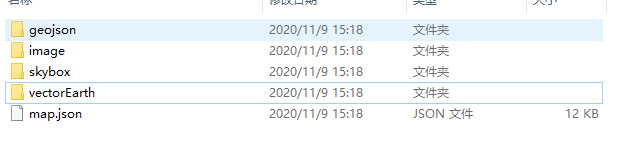 名称 修改日期 类型 大小
geojson 2020/11/9 15:18 文件夹
image 2020/11/9 15:18 文件夹
skybox 2020/11/9 15:18 文件夹
vectorEarth 2020/11/9 15:18 文件夹
map.json 2020/11/9 15:18 JSON 文件 12 KB